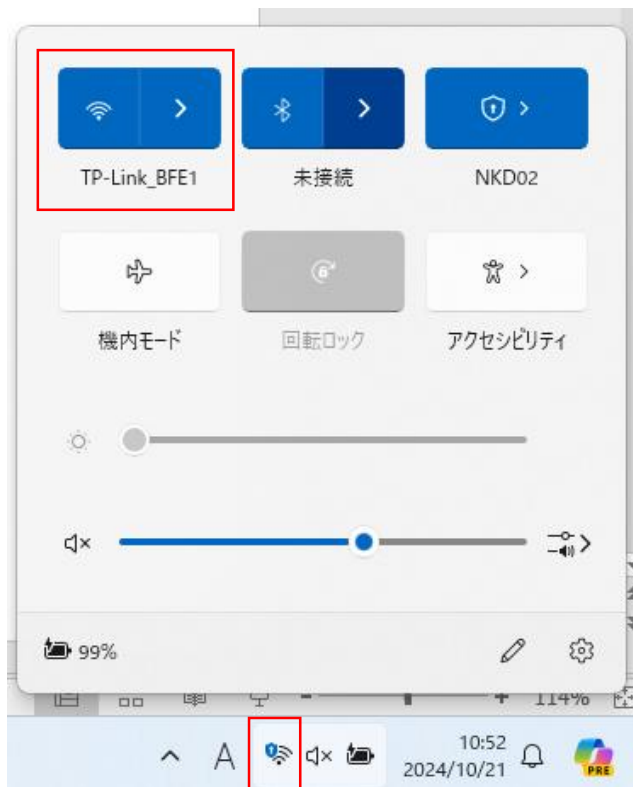 TP-Link_BFE1
未接続
NKD02
機内モード
回転ロック
アクセシビリティ
99%
114%
A
10:52
2024/10/21
PRE